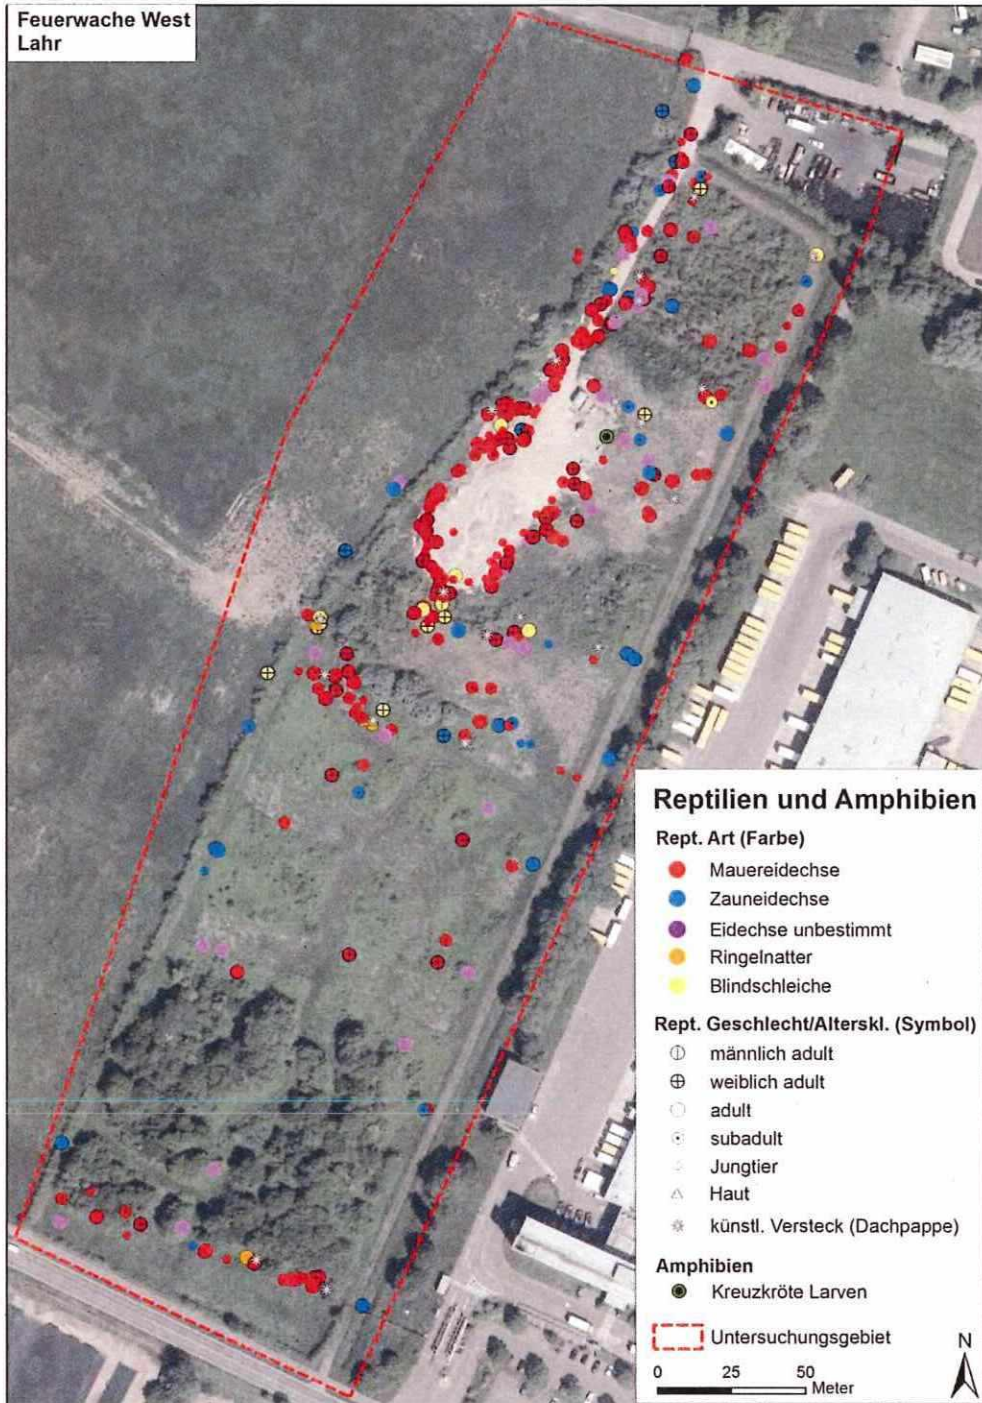 Feuerwache West
Lahr
Reptilien und Amphibien
Rept. Art (Farbe)
Mauereidechse
Zauneidechse
Eidechse unbestimmt
Ringelnatter
Blindschleiche
Rept. Geschlecht/Alterskl. (Symbol)
männlich adult
weiblich adult
adult
subadult
Jungtier
Haut
künstl. Versteck (Dachpappe)
Amphibien
Kreuzkröte Larven
Untersuchungsgebiet
N
0 25 50
Meter